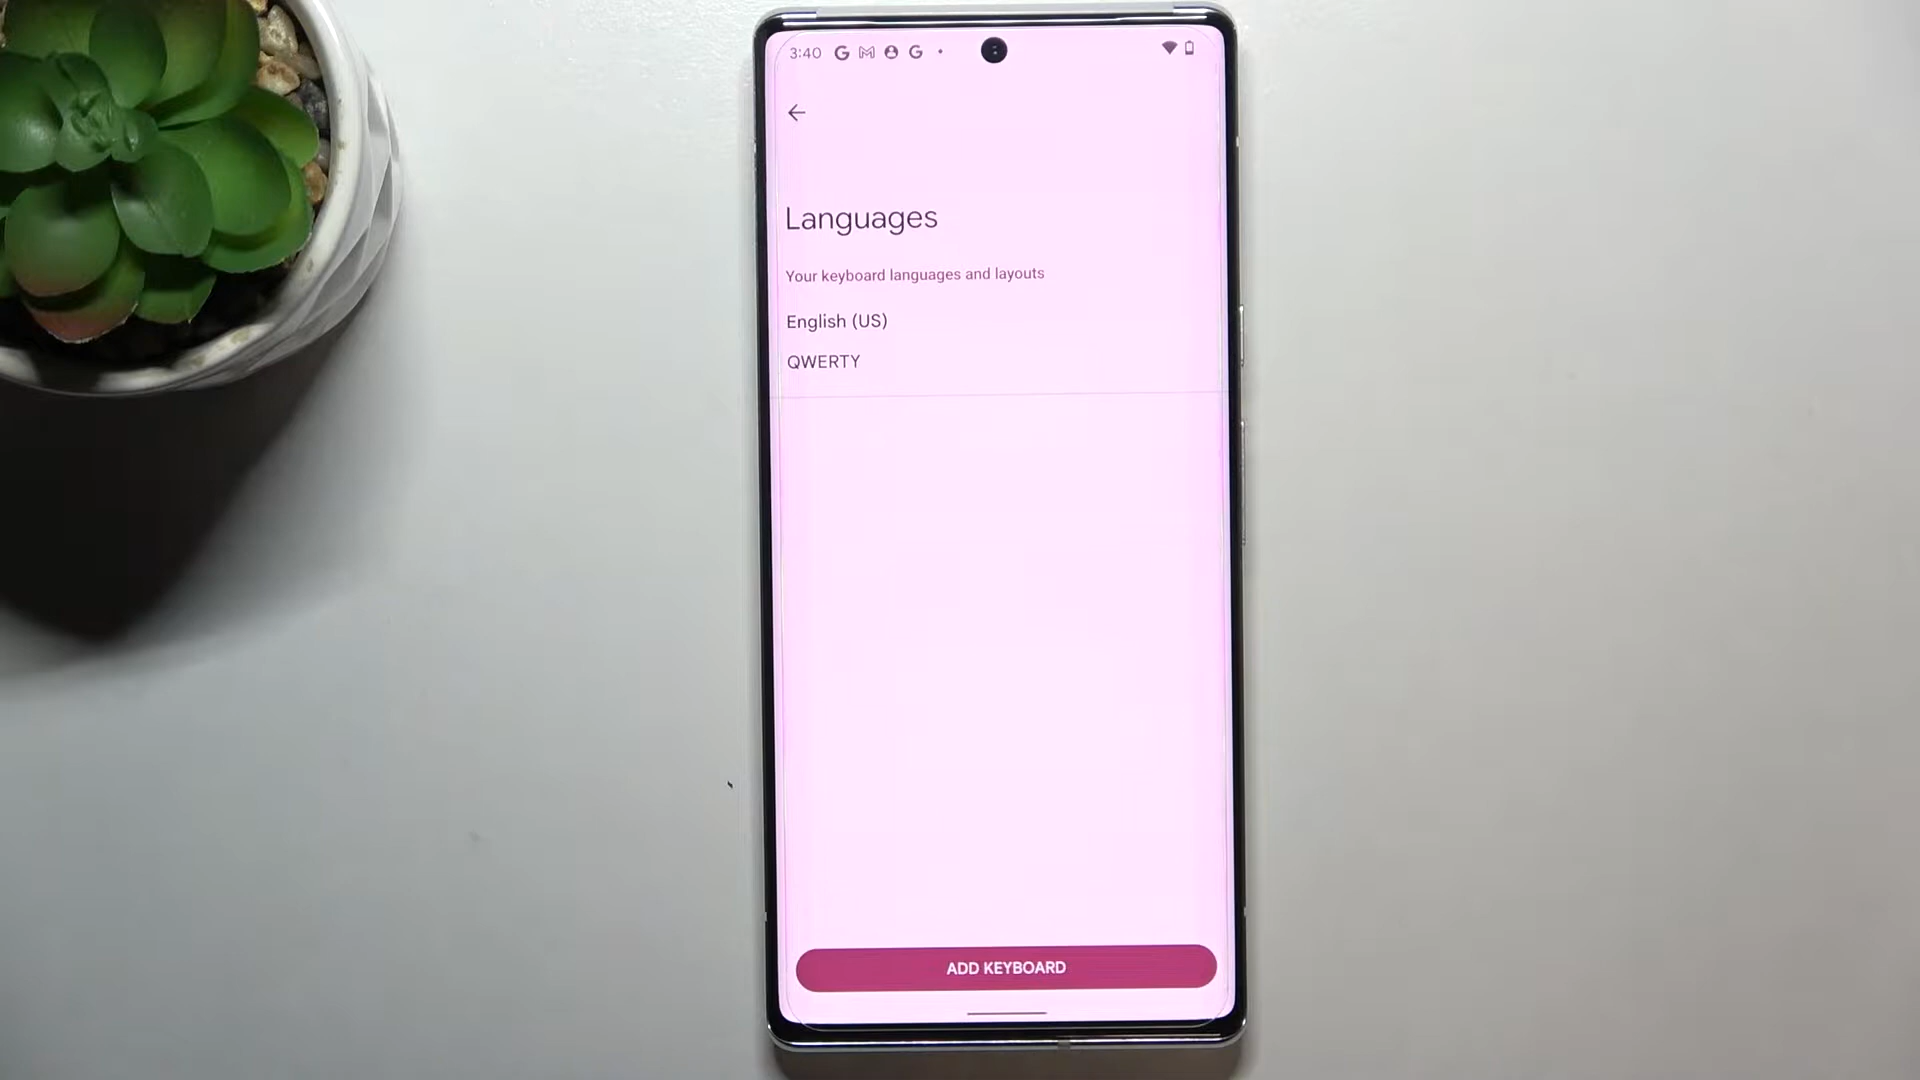 3:40
Languages
Your keyboard languages and layouts
English (US)
QWERTY
ADD KEYBOARD